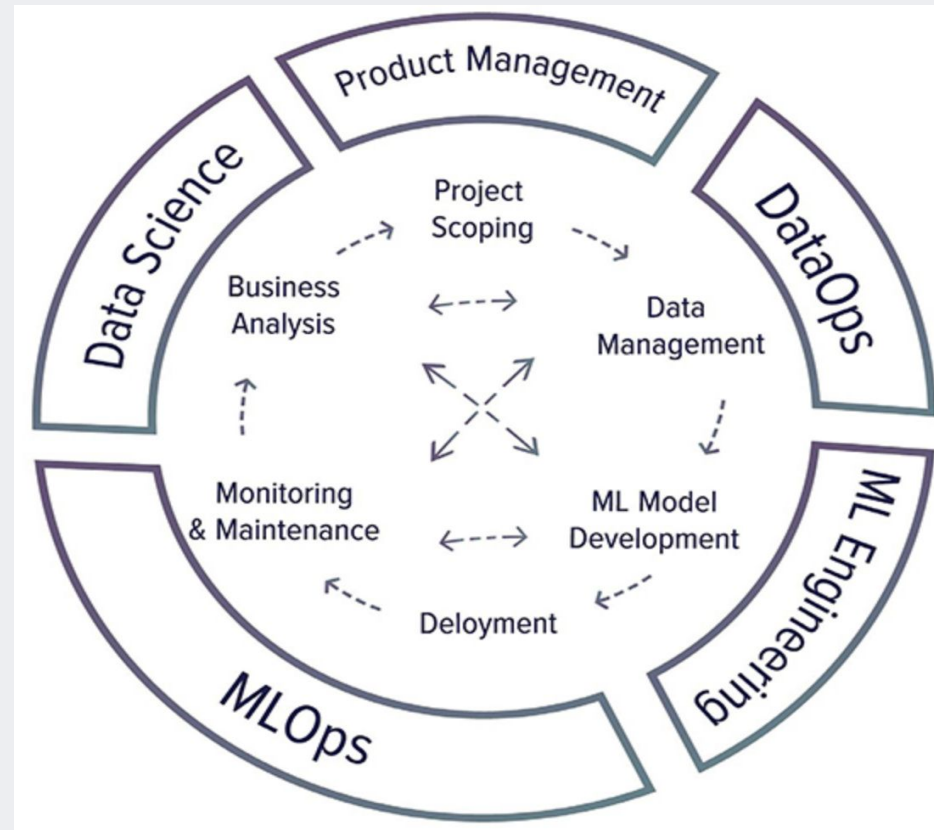 Product Management
DataOps
ML Engineering
MLOps
Data Science
Project
Scoping
Data
Management
ML Model
Development
Deloyment
Monitoring
& Maintenance
Business
Analysis